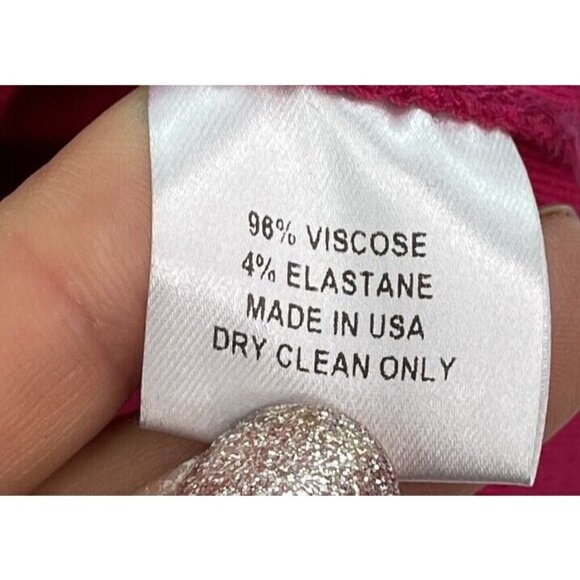 96% VISCOSE
4% ELASTANE
MADE IN USA
DRY CLEAN ONLY